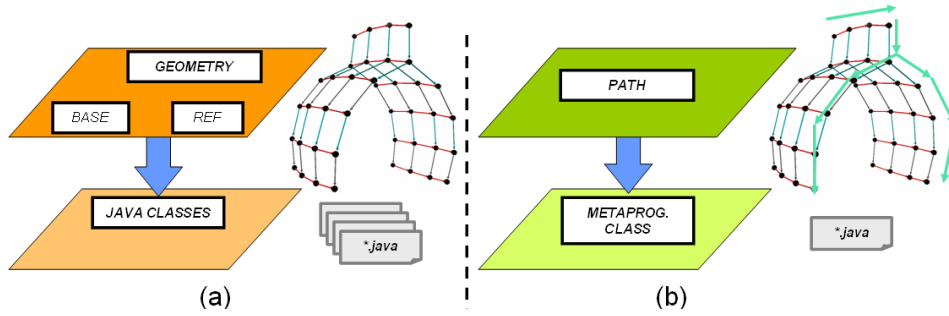 GEOMETRY
BASE
REF
JAVA CLASSES
*.java
(a)
PATH
METAPROG.
CLASS
*.java
(b)